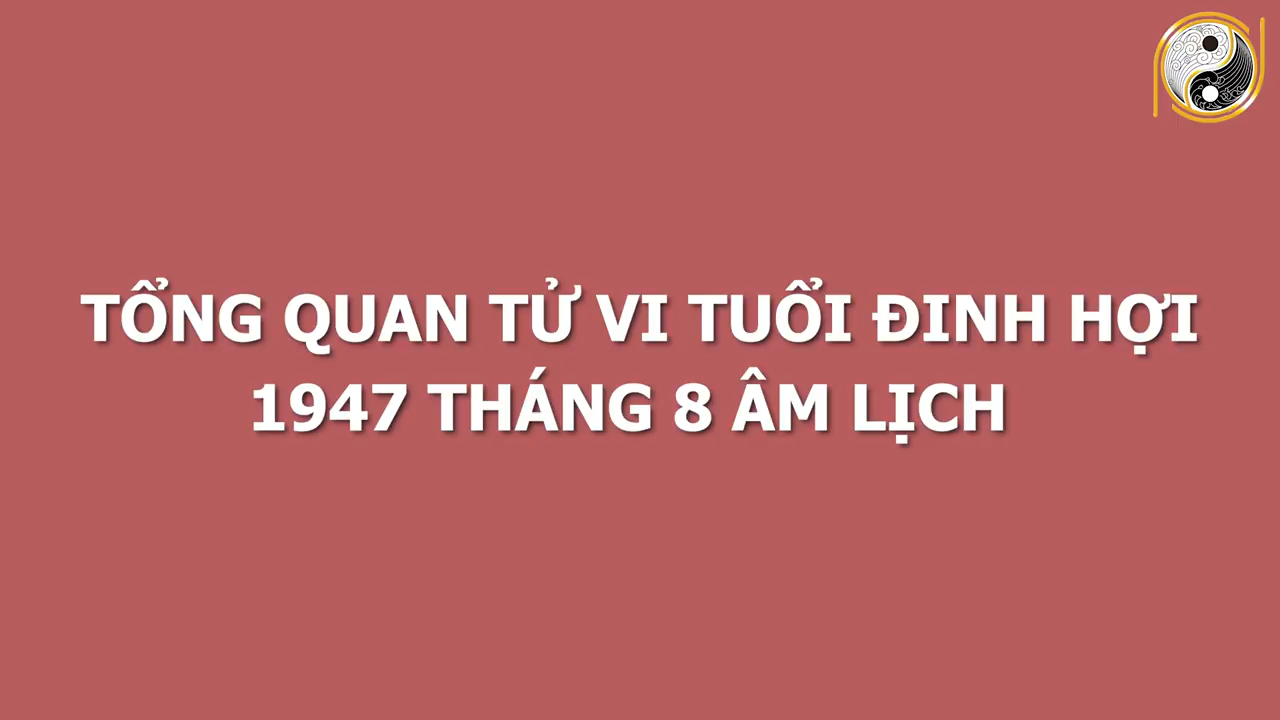 TỔNG QUAN TỬ VI TUỔI ĐINH HỢI
1947 THÁNG 8 ÂM LỊCH